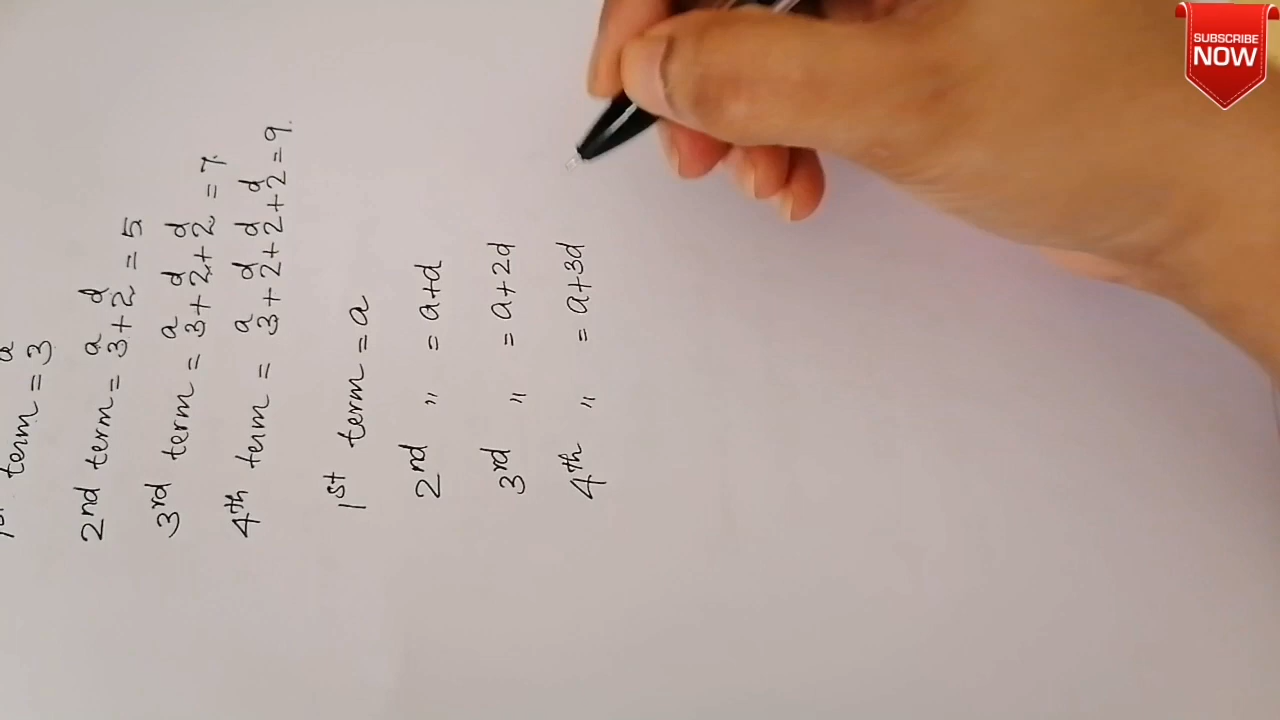 a
term = 3
a d
2nd term = 3+2 = 5
a d d
3rd term = 3+2+2 = 7.
a d d d
4th term = 3+2+2+2 = 9.
1st term = a
2nd " = a+d
3rd " = a+2d
4th " = a+3d
SUBSCRIBE
NOW